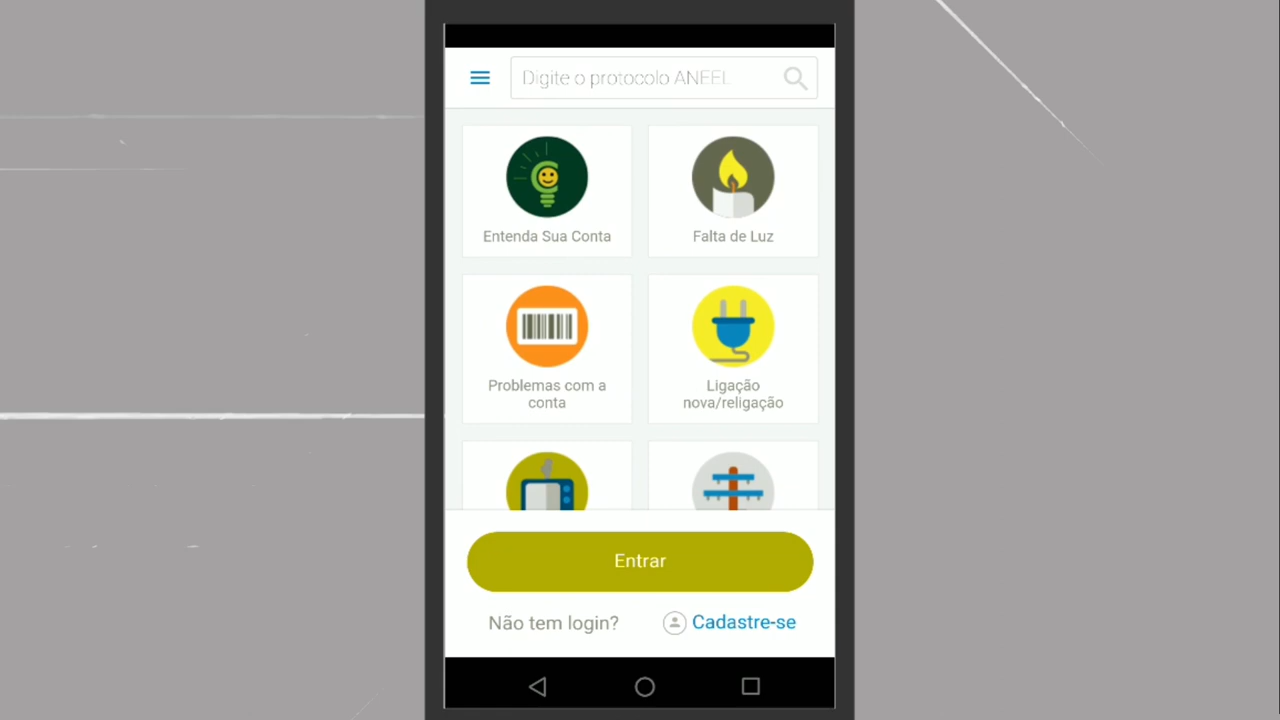 Digite o protocolo ANEEL
Entenda Sua Conta
Falta de Luz
Problemas com a
conta
Ligação
nova/religação
Entrar
Não tem login?
Cadastre-se